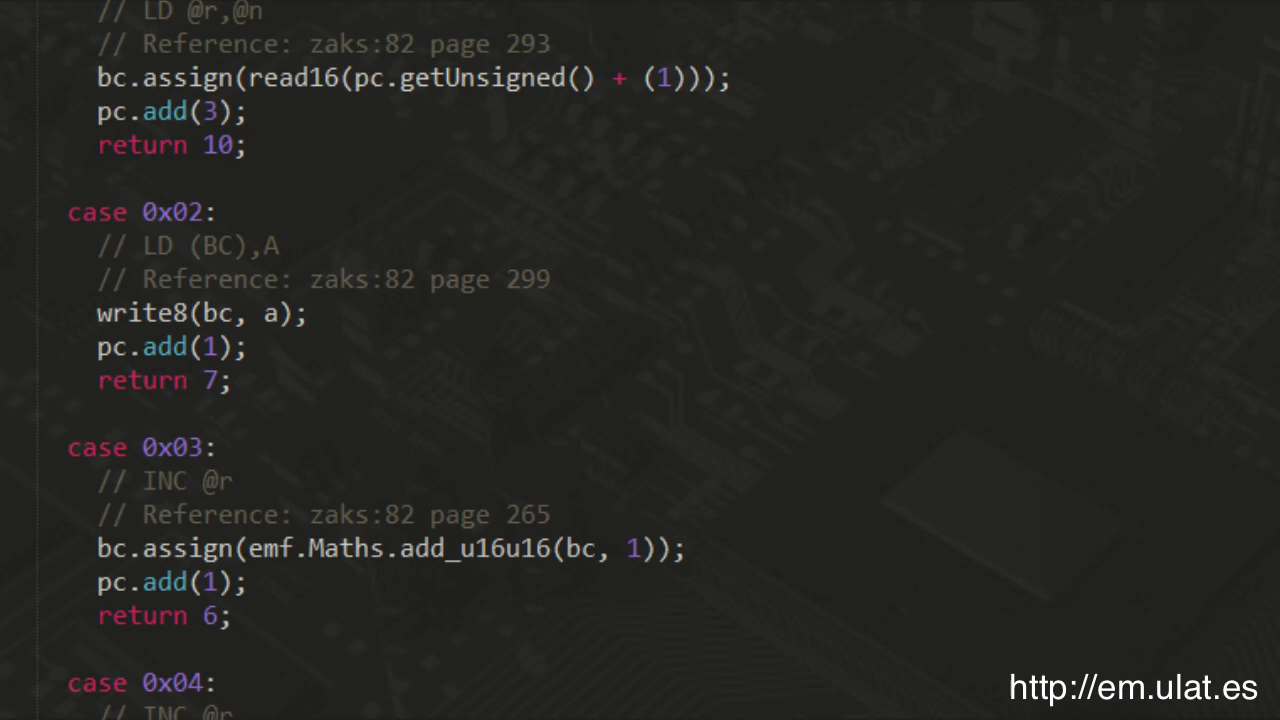 // LD @r,@n
// Reference: zaks:82 page 293
bc.assign(read16(pc.getUnsigned() + (1)));
pc.add(3);
return 10;
case 0x02:
// LD (BC),A
// Reference: zaks:82 page 299
write8(bc, a);
pc.add(1);
return 7;
case 0x03:
// INC @r
// Reference: zaks:82 page 265
bc.assign(emf.Maths.add_u16u16(bc, 1));
pc.add(1);
return 6;
case 0x04:
// INC @r
http://em.ulat.es